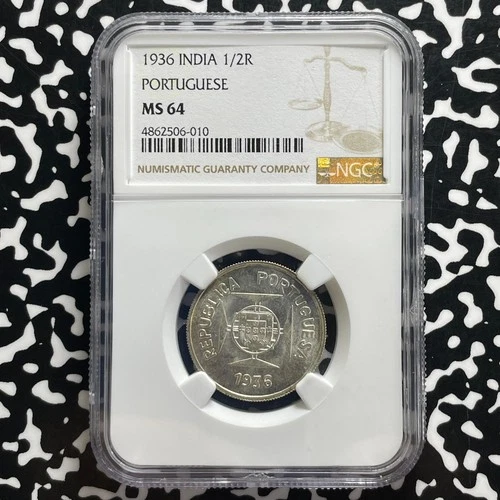 1936 INDIA 1/2R
PORTUGUESE
MS 64
4862506-010
NUMISMATIC GUARANTY COMPANY
NGC
REPUBLICA PORTUGUESA
1936